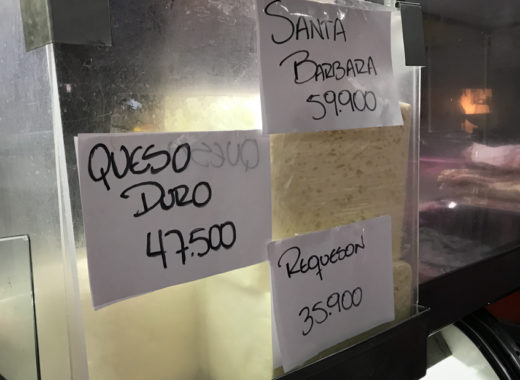 SANTA
BARBARA
59.900
QUESO
DURO
47.500
REQUESON
35.900